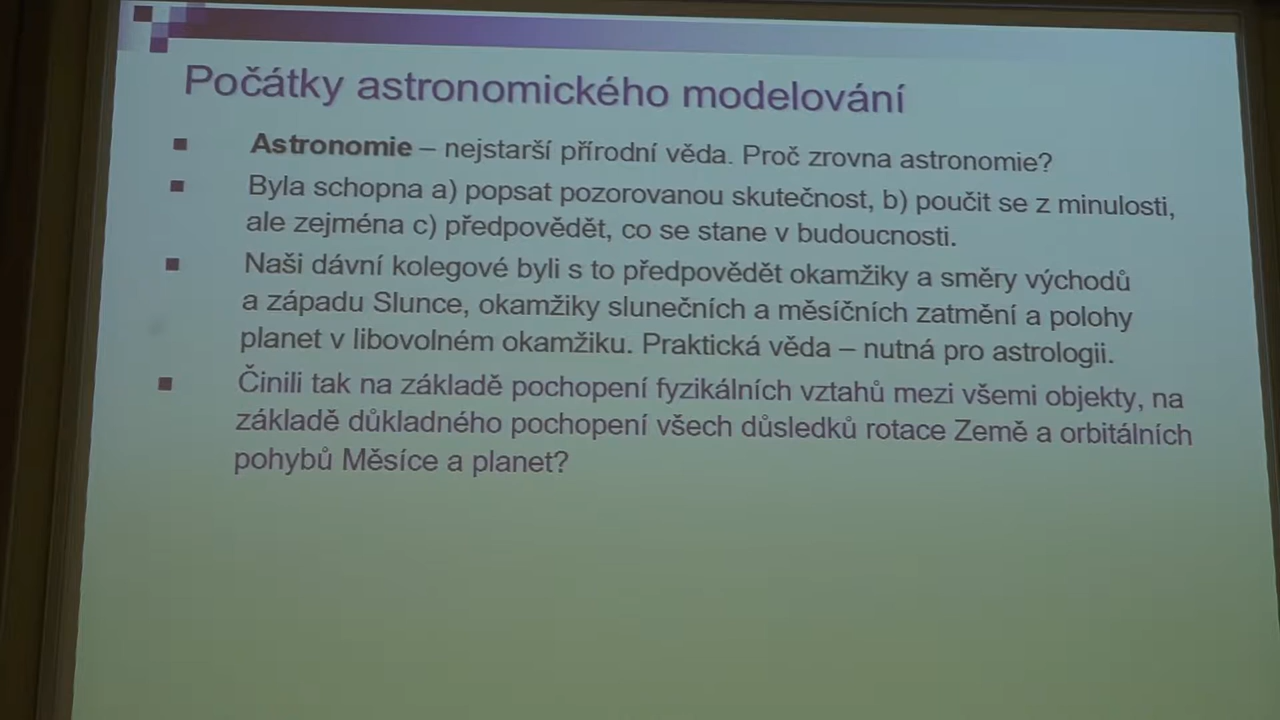 Počátky astronomického modelování
Astronomie – nejstarší přírodní věda. Proč zrovna astronomie?
Byla schopna a) popsat pozorovanou skutečnost, b) poučit se z minulosti,
ale zejména c) předpovědět, co se stane v budoucnosti.
Naši dávní kolegové byli s to předpovědět okamžiky a směry východů
a západu Slunce, okamžiky slunečních a měsíčních zatmění a polohy
planet v libovolném okamžiku. Praktická věda – nutná pro astrologii.
Činili tak na základě pochopení fyzikálních vztahů mezi všemi objekty, na
základě důkladného pochopení všech důsledků rotace Země a orbitálních
pohybů Měsíce a planet?